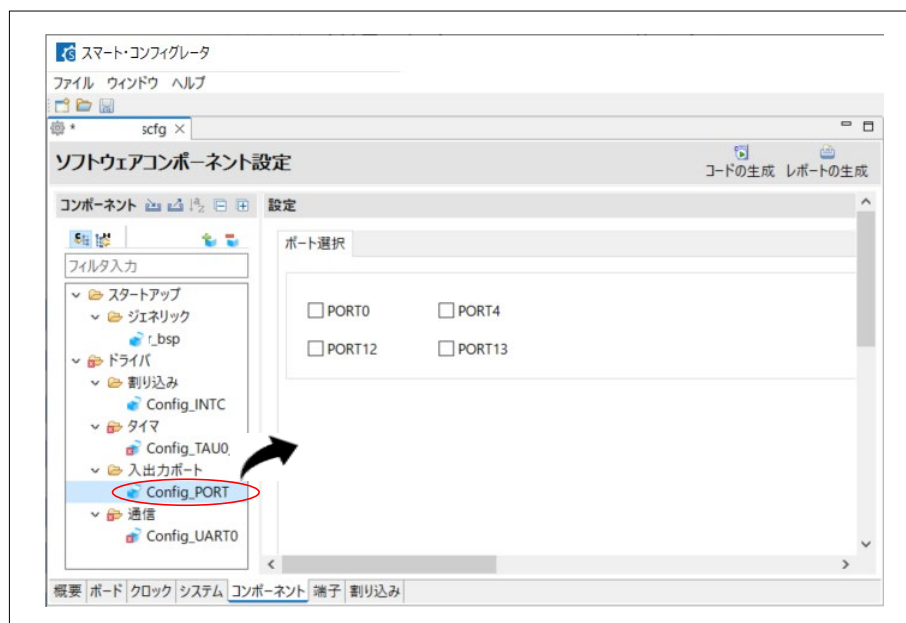 スマート・コンフィグレータ
ファイル ウィンドウ ヘルプ
* scfg ×
ソフトウェアコンポーネント設定
コードの生成 レポートの生成
コンポーネント
設定
ポート選択
フィルタ入力
スタートアップ
ジェネリック
r_bsp
ドライバ
割り込み
Config_INTC
タイマ
Config_TAU0
入出力ポート
Config_PORT
通信
Config_UART0
PORT0 PORT4
PORT12 PORT13
概要 ボード クロック システム コンポーネント 端子 割り込み